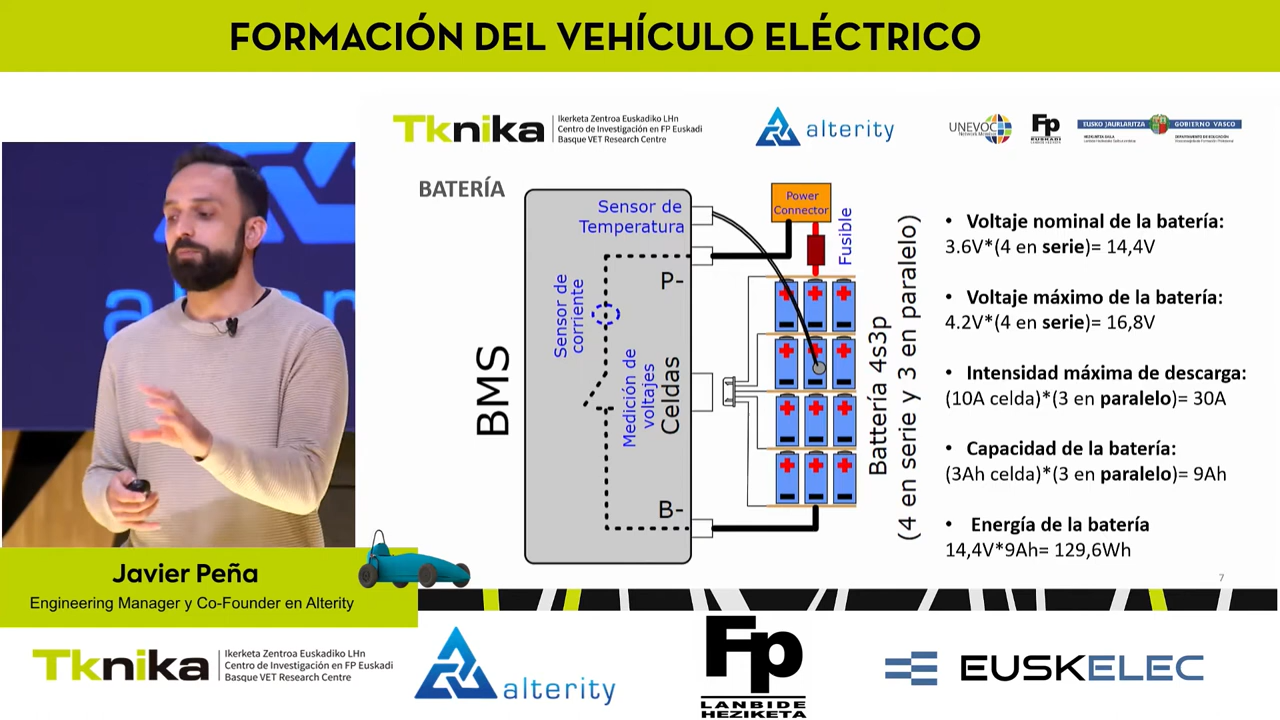 FORMACIÓN DEL VEHÍCULO ELÉCTRICO
Tknika
Ikerketa Zentroa Euskadiko LHn
Centro de Investigación en FP Euskadi
Basque VET Research Centre
alterity
UNEVOC
Fp
EUSKO JAURLARITZA
GOBIERNO VASCO
BATERÍA
Sensor de
Temperatura
Power
Connector
Fusible
P-
Sensor de
corriente
BMS
Medición de
voltajes
Celdas
B-
Battería 4s3p
(4 en serie y 3 en paralelo)
• Voltaje nominal de la batería:
3.6V*(4 en serie)= 14,4V
• Voltaje máximo de la batería:
4.2V*(4 en serie)= 16,8V
• Intensidad máxima de descarga:
(10A celda)*(3 en paralelo)= 30A
• Capacidad de la batería:
(3Ah celda)*(3 en paralelo)= 9Ah
• Energía de la batería
14,4V*9Ah= 129,6Wh
7
Javier Peña
Engineering Manager y Co-Founder en Alterity
Tknika
Ikerketa Zentroa Euskadiko LHn
Centro de Investigación en FP Euskadi
Basque VET Research Centre
alterity
Fp
LANBIDE
HEZIKETA
EUSKELEC